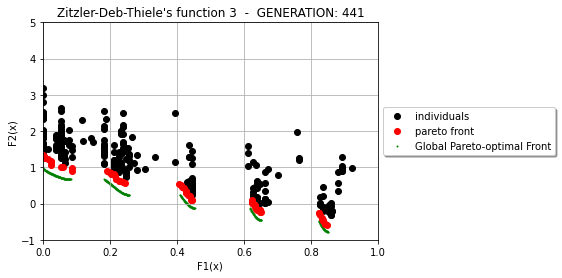 Zitzler-Deb-Thiele's function 3 - GENERATION: 441
5
4
3
2
1
0
-1
F2(x)
0.0 0.2 0.4 0.6 0.8 1.0
F1(x)
individuals
pareto front
Global Pareto-optimal Front